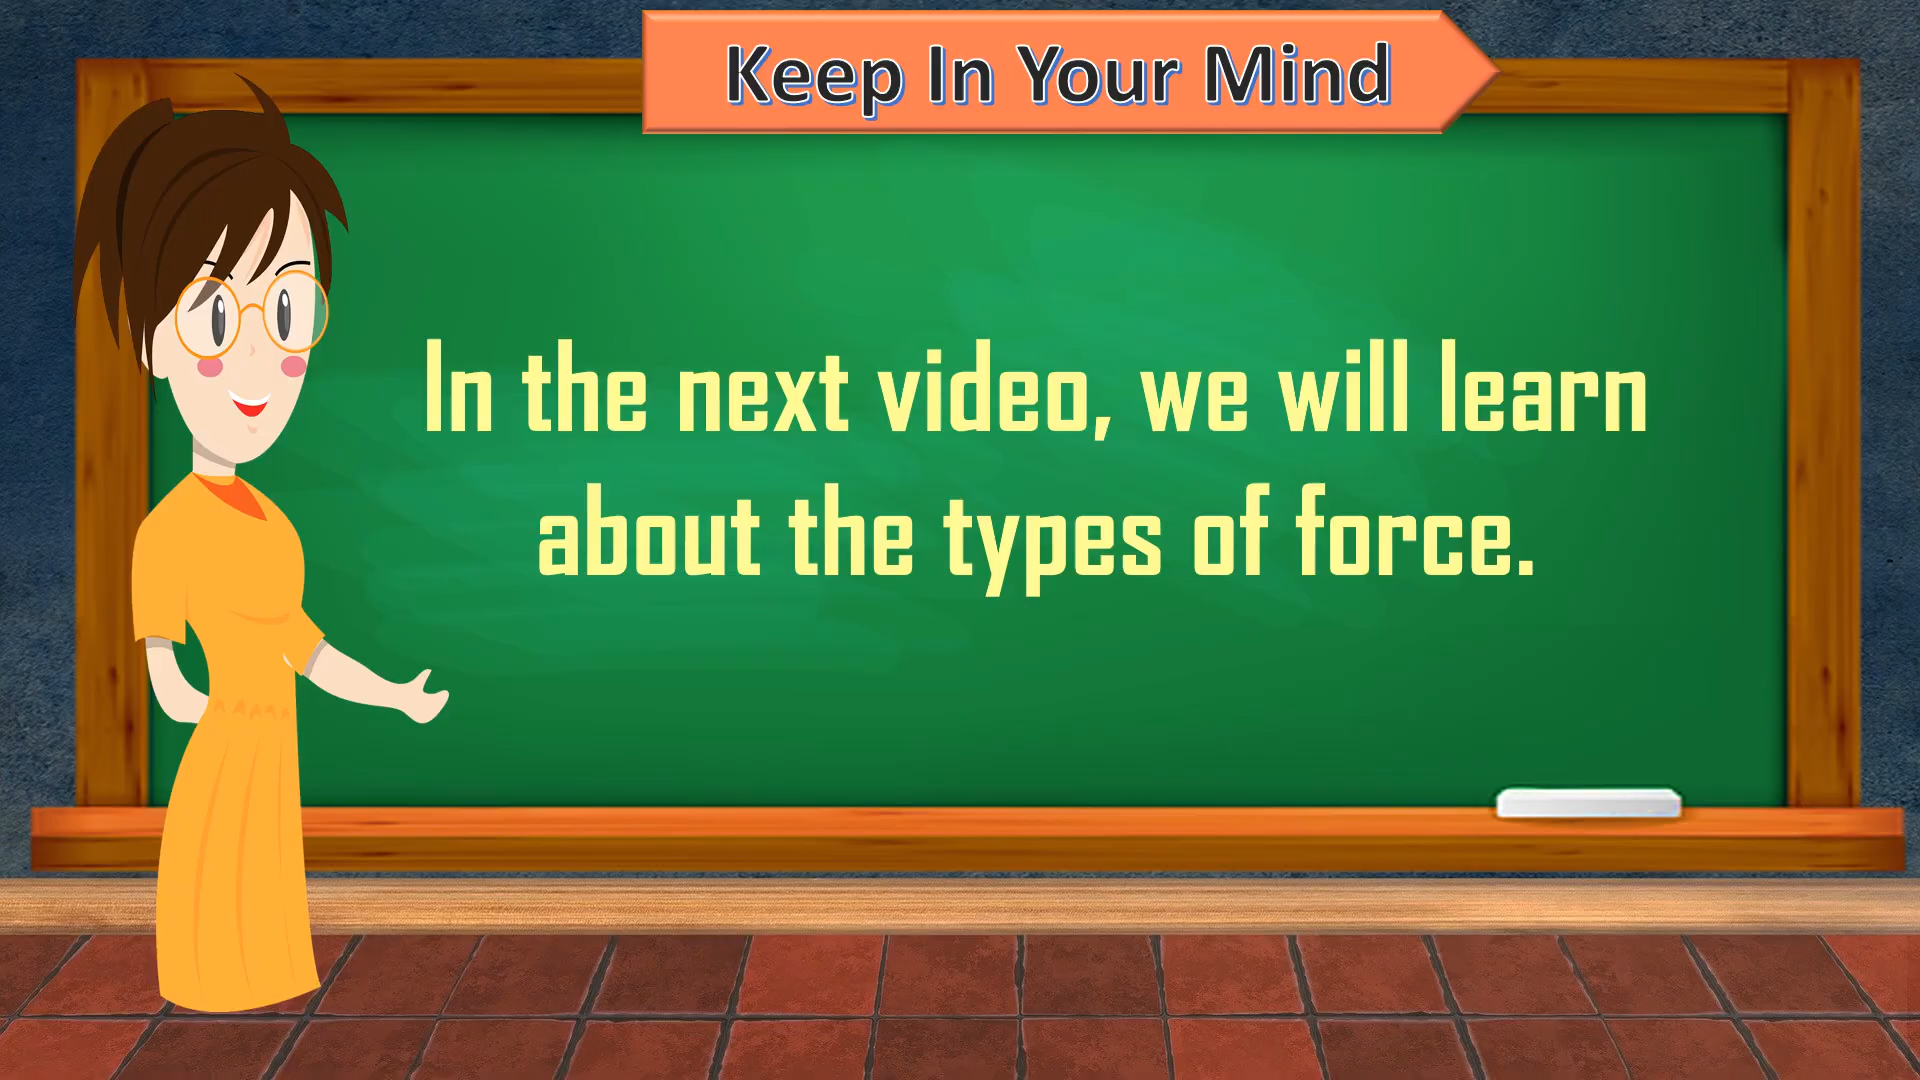 Keep In Your Mind
In the next video, we will learn
about the types of force.